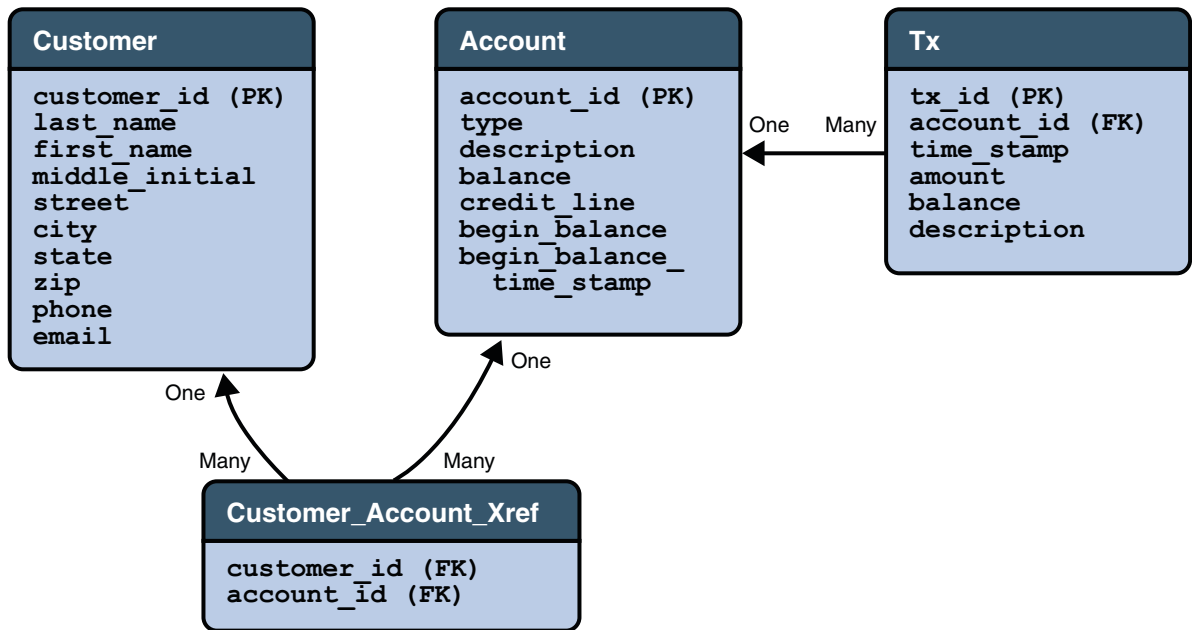 Customer
customer_id (PK)
last_name
first_name
middle_initial
street
city
state
zip
phone
email
Account
account_id (PK)
type
description
balance
credit_line
begin_balance
begin_balance_
time_stamp
Tx
tx_id (PK)
account_id (FK)
time_stamp
amount
balance
description
One Many
One
Many
One
Many
Customer_Account_Xref
customer_id (FK)
account_id (FK)